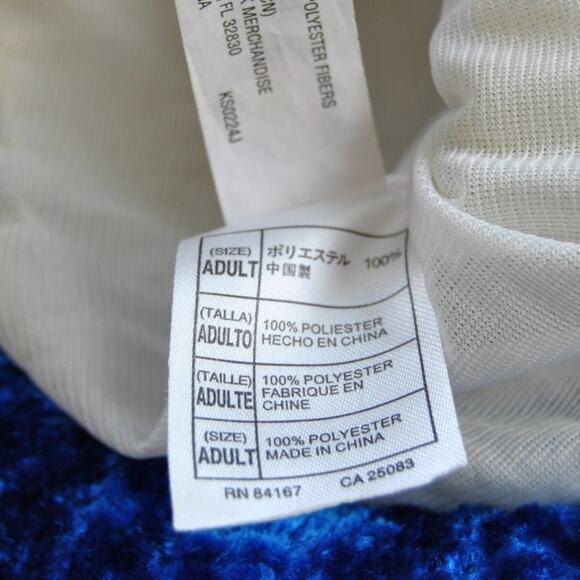 POLYESTER FIBERS
ON)
K MERCHANDISE
FL 32830
KS0224J
(SIZE)
ADULT
ポリエステル 100%
中国製
(TALLA)
ADULTO
100% POLIESTER
HECHO EN CHINA
(TAILLE)
ADULTE
100% POLYESTER
FABRIQUE EN
CHINE
(SIZE)
ADULT
100% POLYESTER
MADE IN CHINA
RN 84167 CA 25083